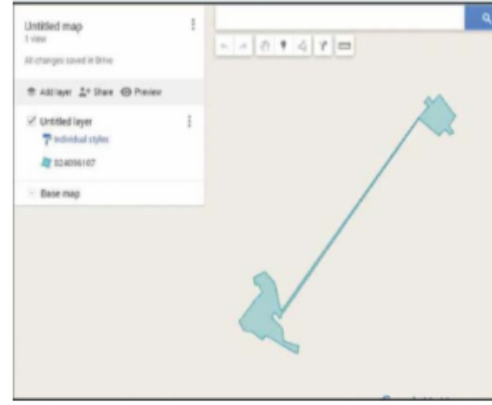 Untitled map
1 view
All changes saved in Drive
Add layer Share Preview
Untitled layer
Individual styles
024096107
Base map